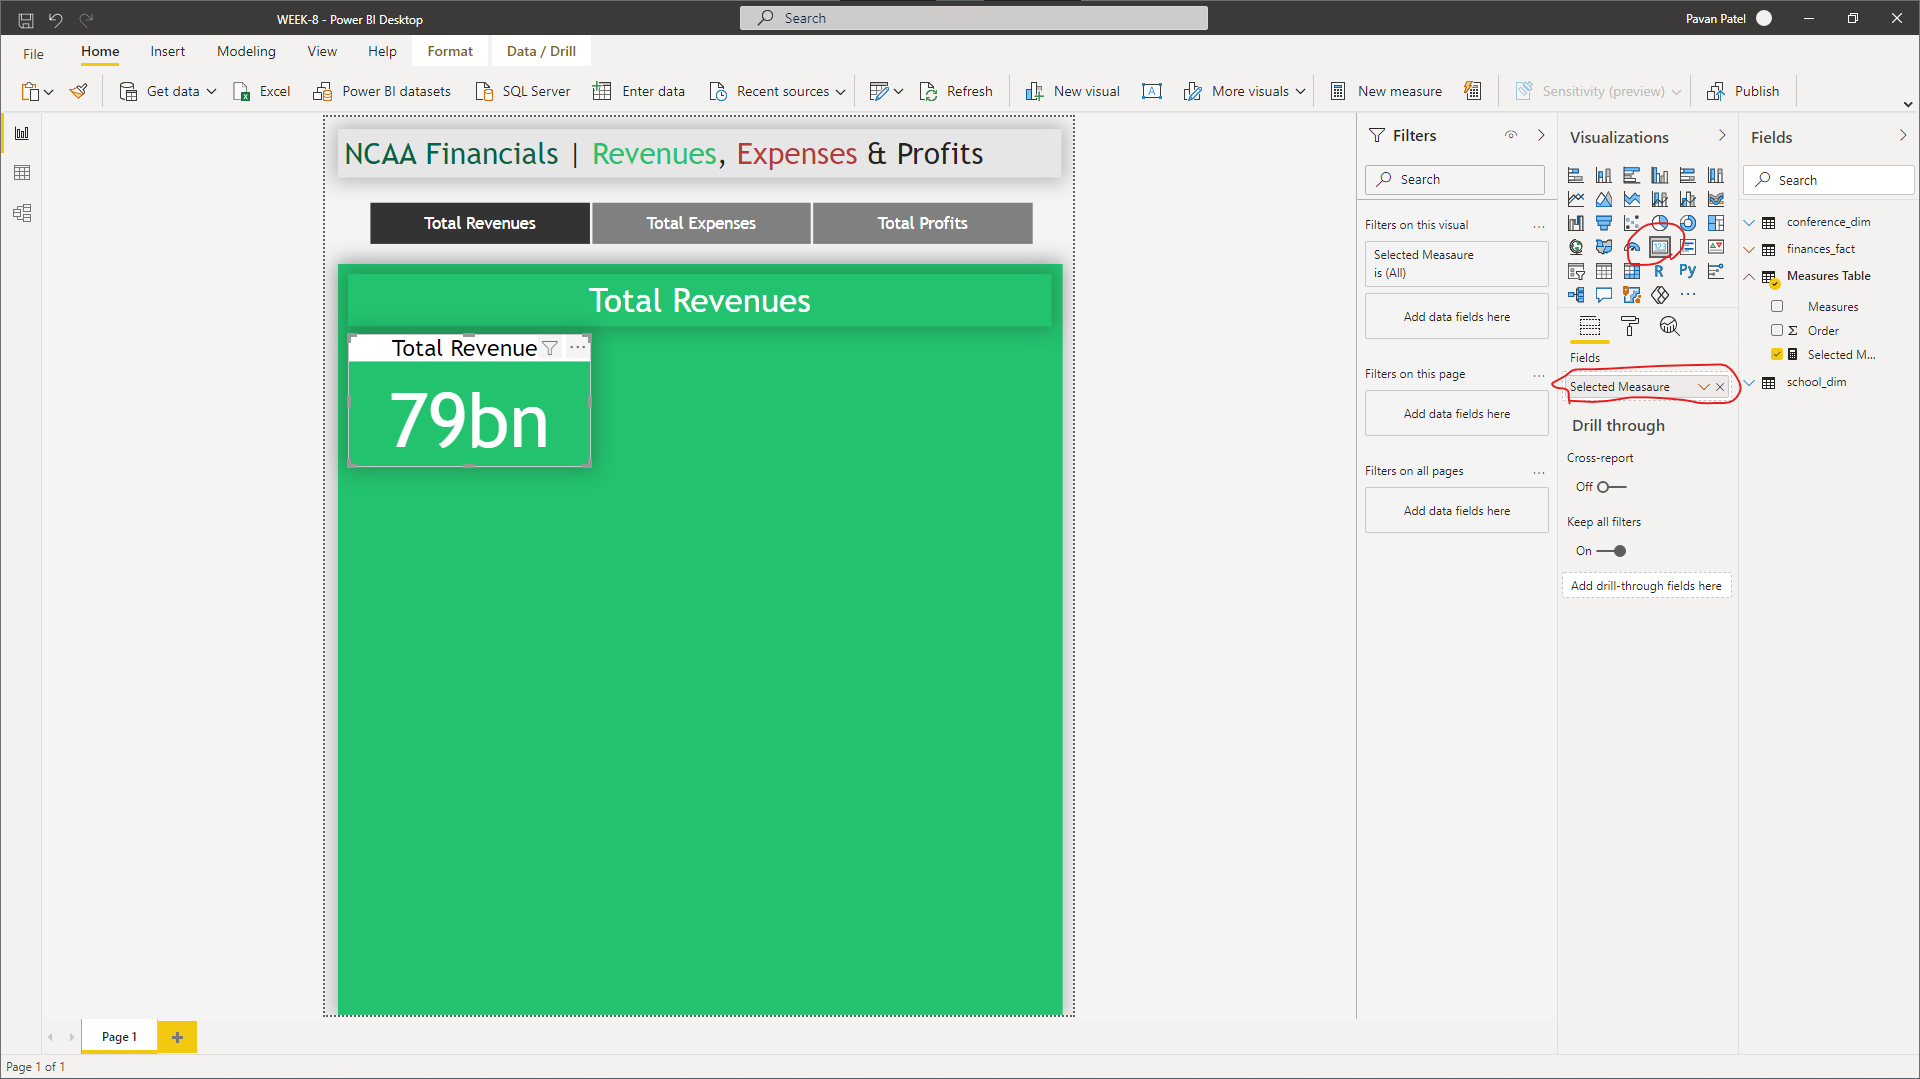 WEEK-8 - Power BI Desktop
Search
Pavan Patel
File
Home
Insert
Modeling
View
Help
Format
Data / Drill
Get data
Excel
Power BI datasets
SQL Server
Enter data
Recent sources
Refresh
New visual
A
More visuals
New measure
Sensitivity (preview)
Publish
NCAA Financials | Revenues, Expenses & Profits
Total Revenues
Total Expenses
Total Profits
Total Revenues
Total Revenue
...
79bn
Filters
Search
Filters on this visual
...
Selected Measaure
is (All)
Add data fields here
Filters on this page
...
Add data fields here
Filters on all pages
...
Add data fields here
Visualizations
123
R
Py
...
Fields
Selected Measaure
Drill through
Cross-report
Off
Keep all filters
On
Add drill-through fields here
Fields
Search
conference_dim
finances_fact
Measures Table
Measures
Σ Order
Selected M...
school_dim
Page 1
+
Page 1 of 1